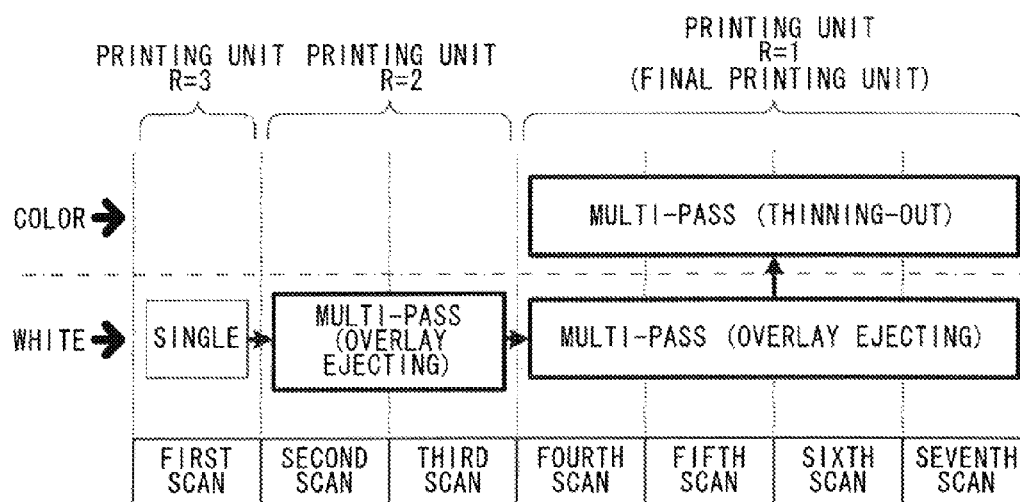 PRINTING UNIT
R=3
PRINTING UNIT
R=2
PRINTING UNIT
R=1
(FINAL PRINTING UNIT)
COLOR
MULTI-PASS (THINNING-OUT)
WHITE
SINGLE
MULTI-PASS
(OVERLAY
EJECTING)
MULTI-PASS (OVERLAY EJECTING)
FIRST
SCAN
SECOND
SCAN
THIRD
SCAN
FOURTH
SCAN
FIFTH
SCAN
SIXTH
SCAN
SEVENTH
SCAN